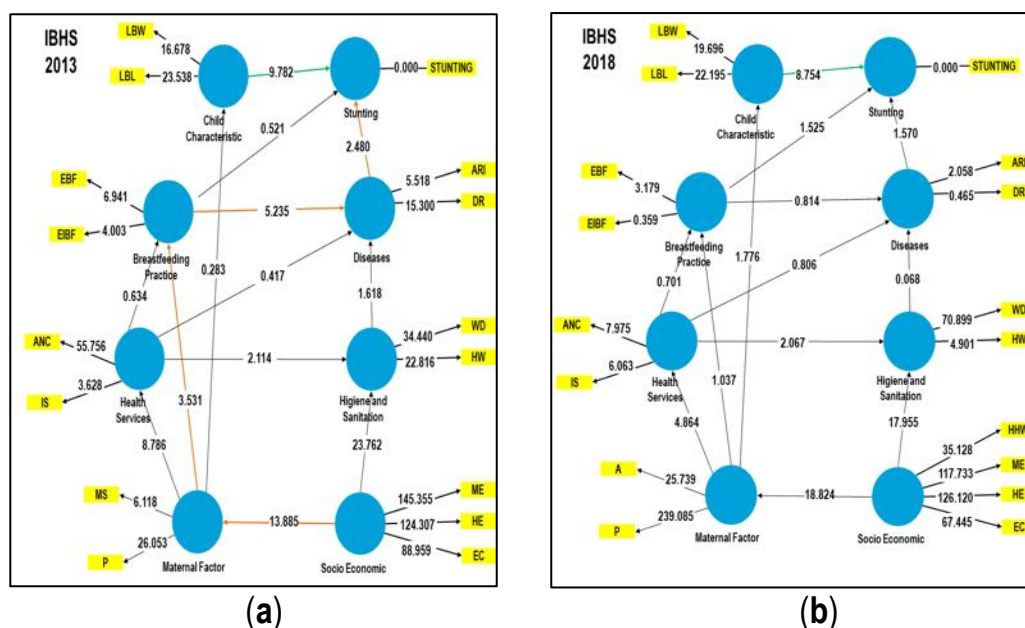 IBHS
2013
LBW
16.678
LBL
23.538
9.782
0.000
STUNTING
Child
Characteristic
Stunting
0.521
2.480
EBF
6.941
EIBF
4.003
5.235
5.518
ARI
15.300
DR
Breastfeeding
Practice
Diseases
0.283
0.417
0.634
1.618
ANC
55.756
IS
3.628
2.114
34.440
WD
22.816
HW
Health
Services
Higiene and
Sanitation
3.531
8.786
23.762
MS
6.118
P
26.053
13.885
145.355
ME
124.307
HE
88.959
EC
Maternal Factor
Socio Economic
(a)
IBHS
2018
LBW
19.696
LBL
22.195
8.754
0.000
STUNTING
Child
Characteristic
Stunting
1.525
1.570
EBF
3.179
EIBF
0.359
0.814
2.058
ARI
0.465
DR
Breastfeeding
Practice
Diseases
1.776
0.806
0.701
0.068
ANC
7.975
IS
6.063
2.067
70.899
WD
4.901
HW
Health
Services
Higiene and
Sanitation
1.037
4.864
17.955
A
25.739
P
239.085
18.824
35.128
HHW
117.733
ME
126.120
HE
67.445
EC
Maternal Factor
Socio Economic
(b)